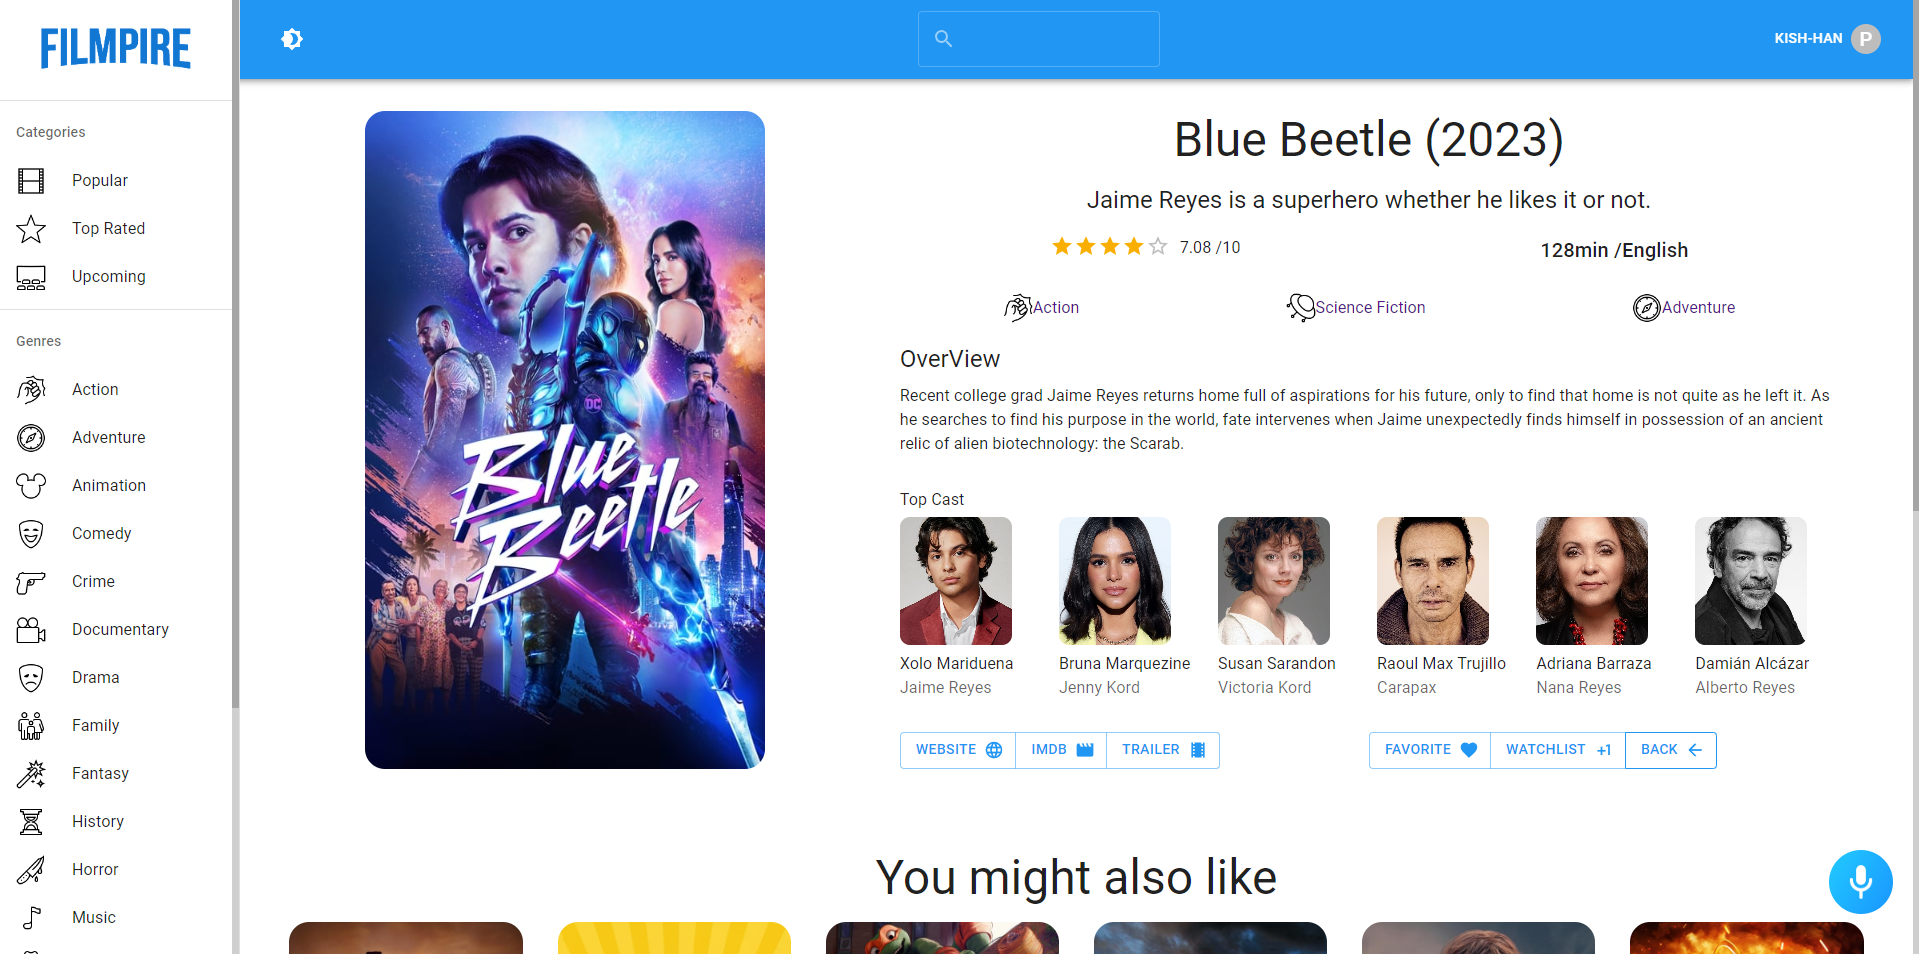 FILMPIRE
KISH-HAN P
Categories
Popular
Top Rated
Upcoming
Genres
Action
Adventure
Animation
Comedy
Crime
Documentary
Drama
Family
Fantasy
History
Horror
Music
DC
Blue
Beetle
Blue Beetle (2023)
Jaime Reyes is a superhero whether he likes it or not.
7.08 /10
128min /English
Action
Science Fiction
Adventure
OverView
Recent college grad Jaime Reyes returns home full of aspirations for his future, only to find that home is not quite as he left it. As
he searches to find his purpose in the world, fate intervenes when Jaime unexpectedly finds himself in possession of an ancient
relic of alien biotechnology: the Scarab.
Top Cast
Xolo Mariduena
Jaime Reyes
Bruna Marquezine
Jenny Kord
Susan Sarandon
Victoria Kord
Raoul Max Trujillo
Carapax
Adriana Barraza
Nana Reyes
Damián Alcázar
Alberto Reyes
WEBSITE
IMDB
TRAILER
FAVORITE
WATCHLIST +1
BACK
You might also like